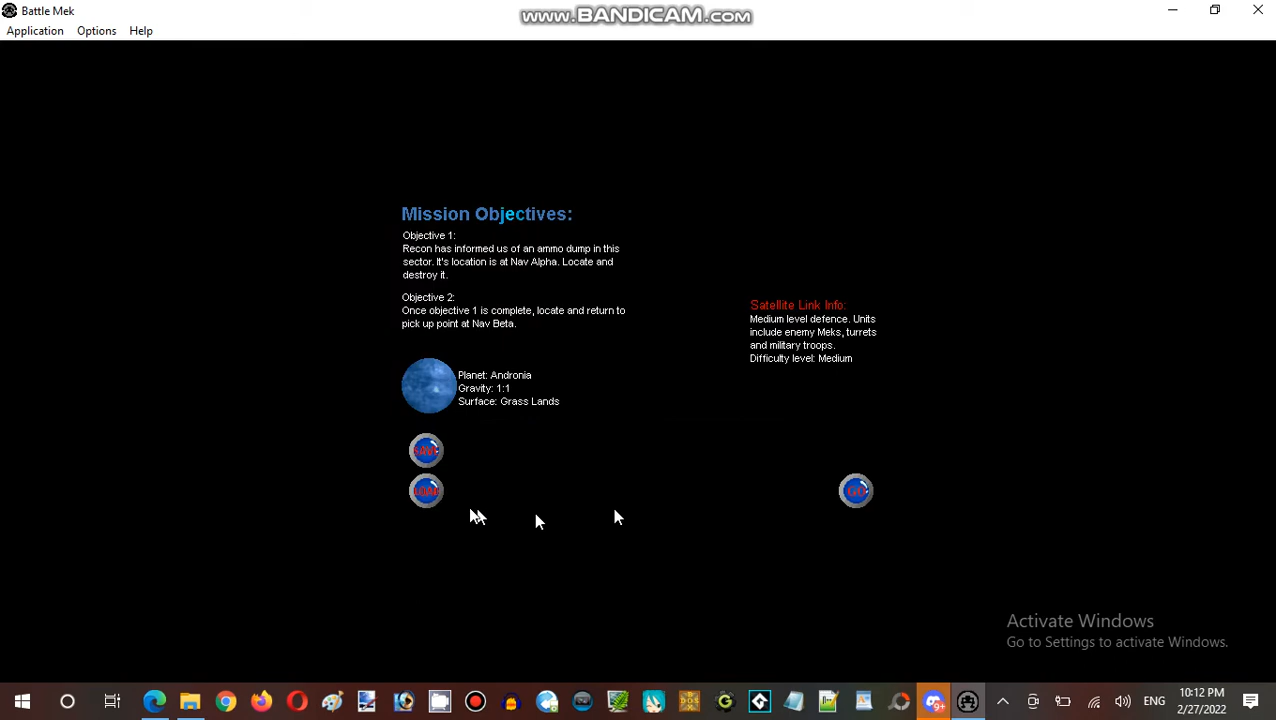 Battle Mek
www.BANDICAM.com
Application Options Help
Mission Objectives:
Objective 1:
Recon has informed us of an ammo dump in this
sector. It's location is at Nav Alpha. Locate and
destroy it.
Objective 2:
Once objective 1 is complete, locate and return to
pick up point at Nav Beta.
Satellite Link Info:
Medium level defence. Units
include enemy Meks, turrets
and military troops.
Difficulty level: Medium
Planet: Andronia
Gravity: 1:1
Surface: Grass Lands
SAVE
LOAD
GO
Activate Windows
Go to Settings to activate Windows.
ENG
10:12 PM
2/27/2022